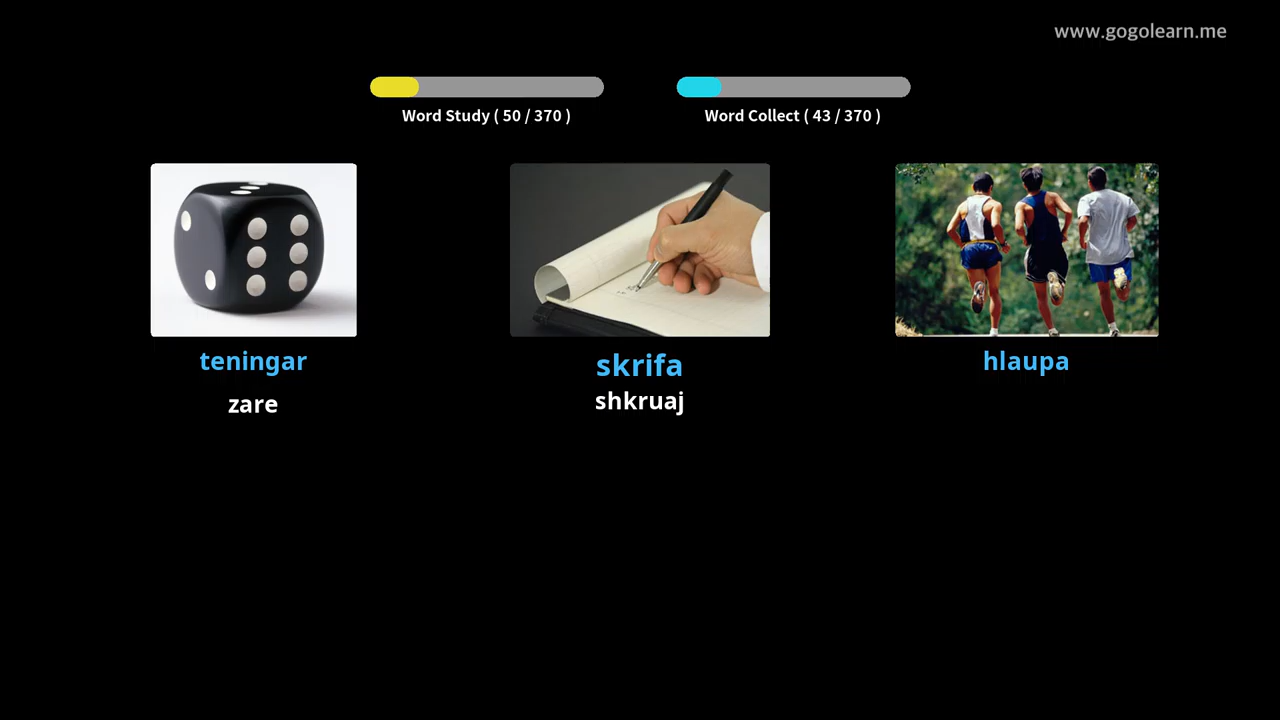 www.gogolearn.me
Word Study ( 50 / 370 )
Word Collect ( 43 / 370 )
teningar
skrifa
hlaupa
zare
shkruaj